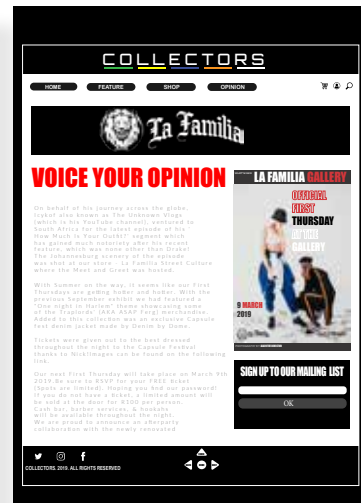 COLLECTORS
HOME FEATURE SHOP OPINION
La Familia
VOICE YOUR OPINION
On behalf of his journey across the globe,
Icykof also known as The Unknown Vlogs
(which is his YouTube channel), ventured to
South Africa for the latest episode of his
How Much Is Your Outfit" segment which
has gained much notoriety after his recent
feature, which was none other than Drake!
The Johannesburg scenery of the episode
was shot at our store - La Familia Street Culture
where the Meet and Greet was hosted.
With Summer on the way, it seems like our First
Thursdays are getting hotter and hotter. With the
previous September exhibit we had featured a
"One night in Harlem" theme showcasing some
of the Traplords' (AKA ASAP Ferg) merchandise.
Added to this collection was an exclusive Capsule
Fest denim jacket made by Denim by Dome.
Tickets were given out to the best dressed
throughout the night to the Capsule Festival
thanks to NickImages can be found on the following
link.
Our next First Thursday will take place on March 9th
2019,Be sure to RSVP for your FREE ticket
(Spots are limited). Hoping you find our password!
If you do not have a ticket, a limited amount will
be sold at the door for R100 per person.
Cash bar, barber services, & hookahs
will be available throughout the night.
We are proud to announce an afterparty
collaboration with the newly renovated
LA FAMILIA GALLERY
OFFICIAL
FIRST
THURSDAY
AT THE
GALLERY
9 MARCH
2019
SIGN UP TO OUR MAILING LIST
OK
COLLECTORS. 2019. ALL RIGHTS RESERVED